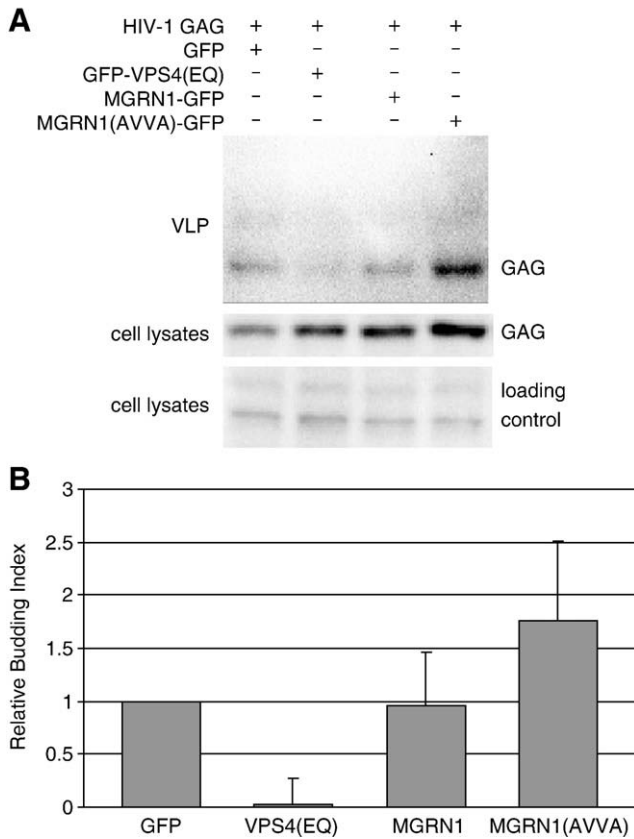 A
HIV-1 GAG + + + +
GFP + - - -
GFP-VPS4(EQ) - + - -
MGRN1-GFP - - + -
MGRN1(AVVA)-GFP - - - +
VLP
GAG
cell lysates GAG
cell lysates loading
control
B
Relative Budding Index
3
2.5
2
1.5
1
0.5
0
GFP VPS4(EQ) MGRN1 MGRN1(AVVA)